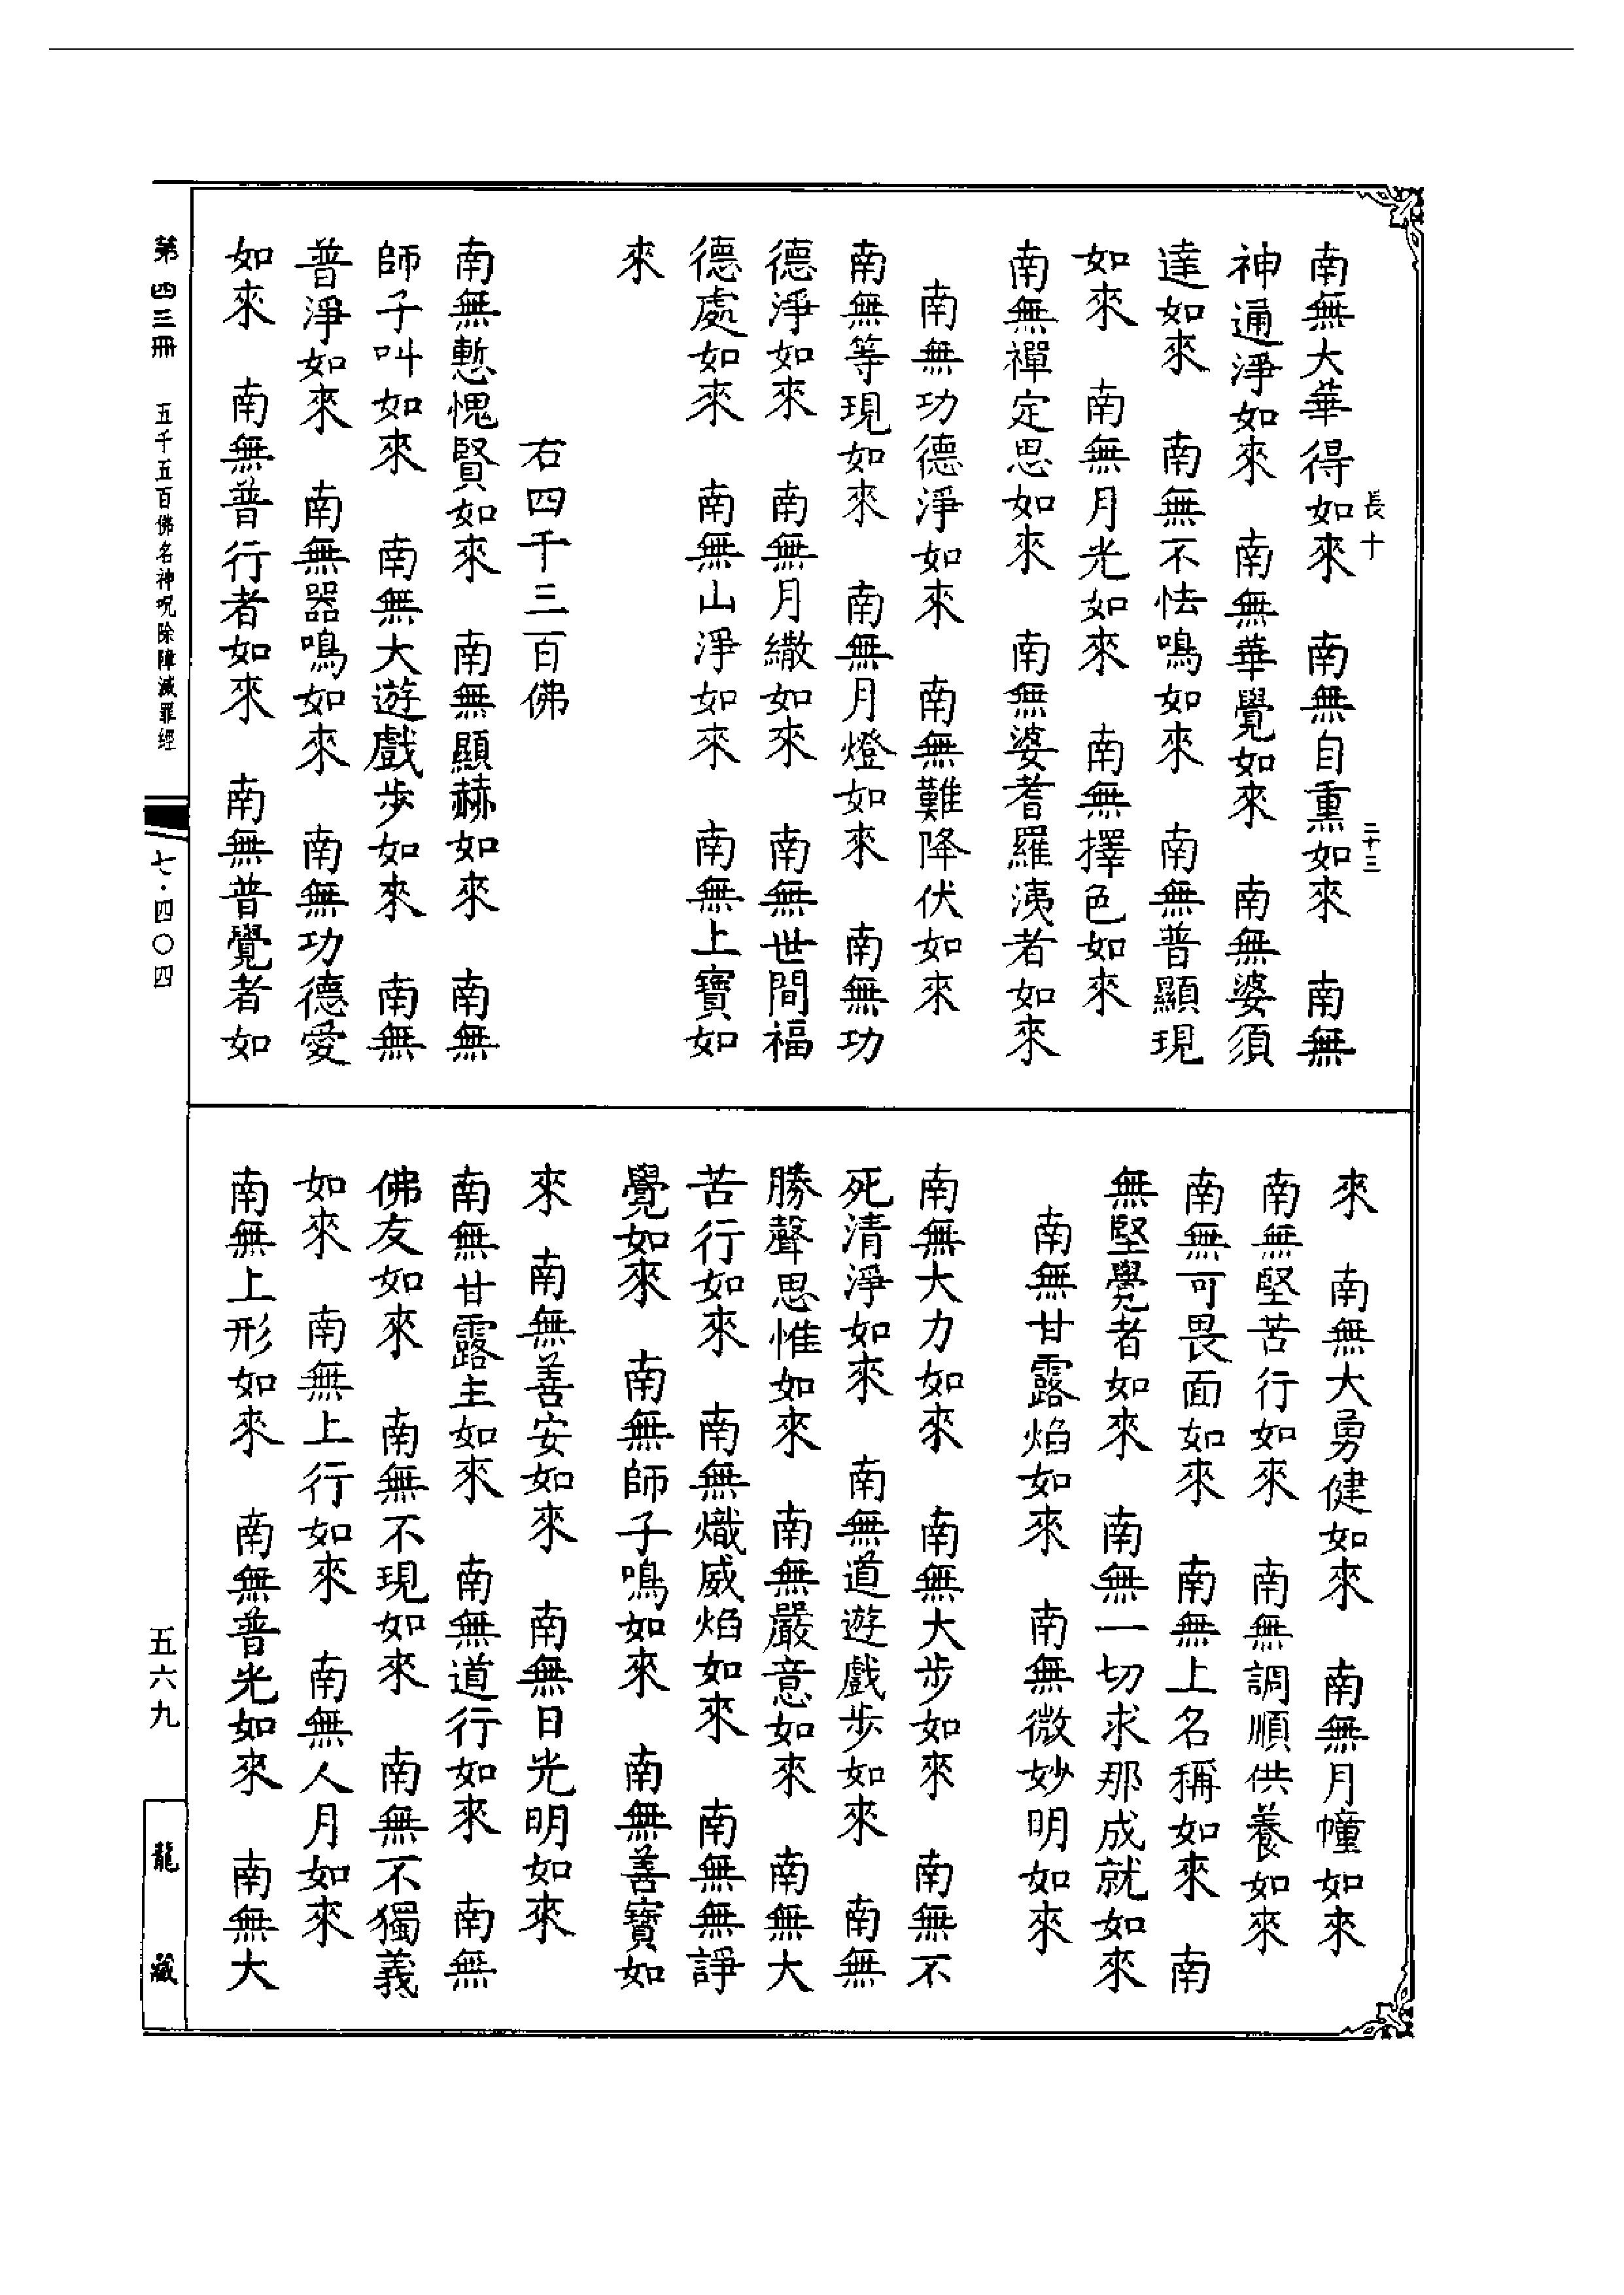 長十
二十三
南無大華得如來　南無自熏如來　南無
神通淨如來　南無華覺如來　南無婆須
達如來　南無不怯鳴如來　南無普顯現
如來　南無月光如來　南無擇色如來
南無禪定思如來　南無婆耆羅洟者如來
南無功德淨如來　南無難降伏如來
南無等現如來　南無月燈如來　南無功
德淨如來　南無月繖如來　南無世間福
德處如來　南無山淨如來　南無上寶如
來
右四千三百佛
南無慙愧賢如來　南無顯赫如來　南無
師子叫如來　南無大遊戲步如來　南無
普淨如來　南無器鳴如來　南無功德愛
如來　南無普行者如來　南無普覺者如
來　南無大勇健如來　南無月幢如來
南無堅苦行如來　南無調順供養如來
南無可畏面如來　南無上名稱如來　南
無堅覺者如來　南無一切求那成就如來
南無甘露焰如來　南無微妙明如來
南無大力如來　南無大步如來　南無不
死清淨如來　南無道遊戲步如來　南無
勝聲思惟如來　南無嚴意如來　南無大
苦行如來　南無熾威焰如來　南無無諍
覺如來　南無師子鳴如來　南無善寶如
來　南無善安如來　南無日光明如來
南無甘露主如來　南無道行如來　南無
佛友如來　南無不現如來　南無不獨義
如來　南無上行如來　南無人月如來
南無上形如來　南無普光如來　南無大
第四三冊　五千五百佛名神呪除障滅罪經
七·四〇四
五六九
龍藏